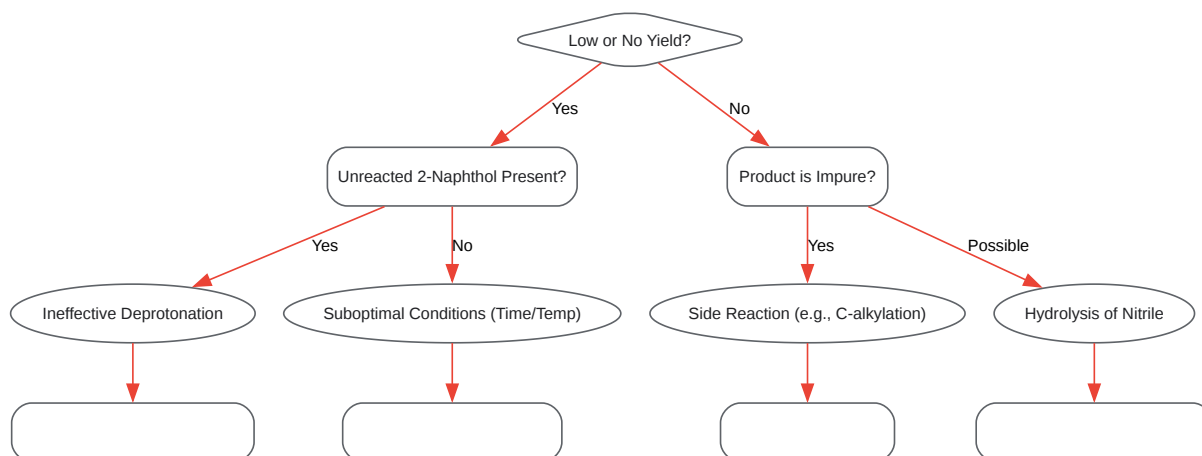 Low or No Yield?
Yes
No
Unreacted 2-Naphthol Present?
Product is Impure?
Yes
No
Yes
Possible
Ineffective Deprotonation
Suboptimal Conditions (Time/Temp)
Side Reaction (e.g., C-alkylation)
Hydrolysis of Nitrile